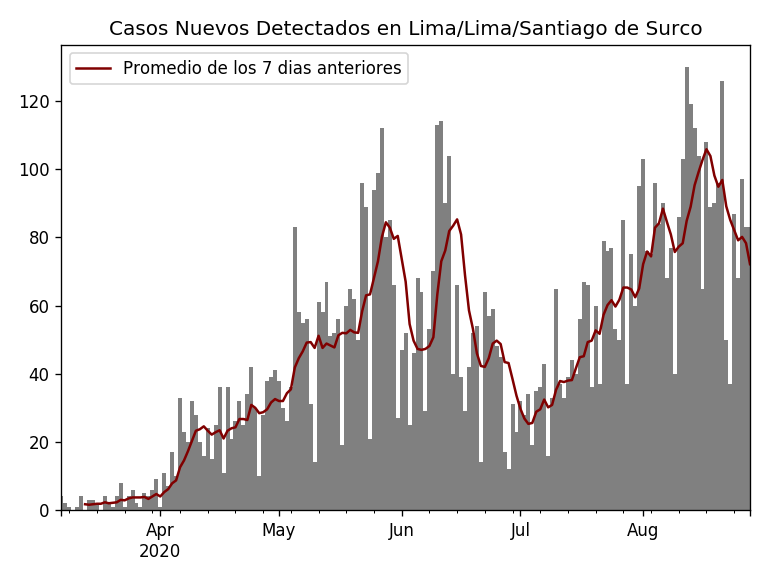 Casos Nuevos Detectados en Lima/Lima/Santiago de Surco
Promedio de los 7 dias anteriores
120
100
80
60
40
20
0
Apr
2020
May
Jun
Jul
Aug